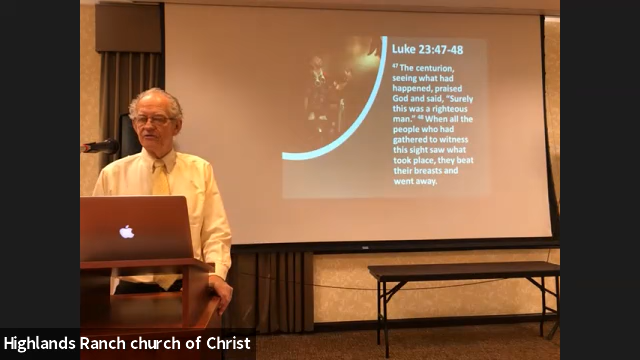 Luke 23:47-48
47 The centurion,
seeing what had
happened, praised
God and said, “Surely
this was a righteous
man.” 48 When all the
people who had
gathered to witness
this sight saw what
took place, they beat
their breasts and
went away.
Highlands Ranch church of Christ